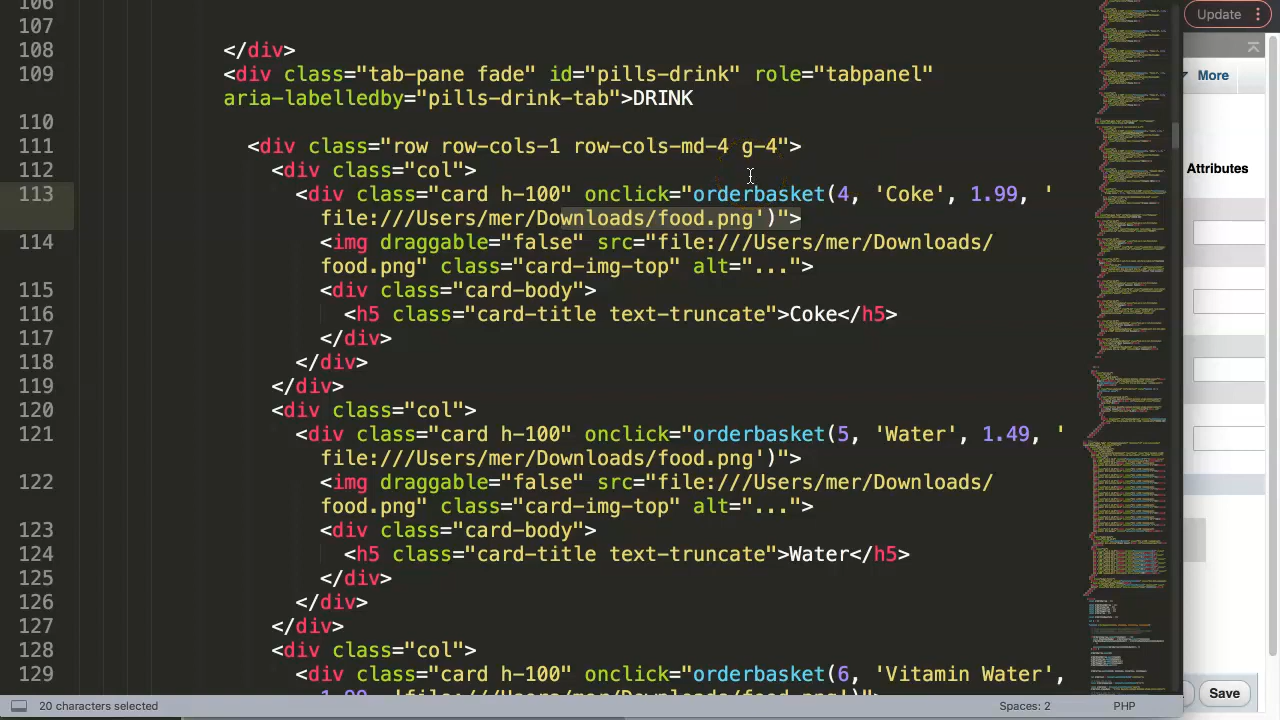 106
107
108 </div>
109 <div class="tab-pane fade" id="pills-drink" role="tabpanel"
aria-labelledby="pills-drink-tab">DRINK
110
111 <div class="row row-cols-1 row-cols-md-4 g-4">
112 <div class="col">
113 <div class="card h-100" onclick="orderbasket(4, 'Coke', 1.99, '
file:///Users/mer/Downloads/food.png')">
114 <img draggable="false" src="file:///Users/mer/Downloads/
food.png" class="card-img-top" alt="...">
115 <div class="card-body">
116 <h5 class="card-title text-truncate">Coke</h5>
117 </div>
118 </div>
119 </div>
120 <div class="col">
121 <div class="card h-100" onclick="orderbasket(5, 'Water', 1.49, '
file:///Users/mer/Downloads/food.png')">
122 <img draggable="false" src="file:///Users/mer/Downloads/
food.png" class="card-img-top" alt="...">
123 <div class="card-body">
124 <h5 class="card-title text-truncate">Water</h5>
125 </div>
126 </div>
127 </div>
128 <div class="col">
129 <div class="card h-100" onclick="orderbasket(6, 'Vitamin Water',
20 characters selected
Spaces: 2
PHP
Update
More
Attributes
Save